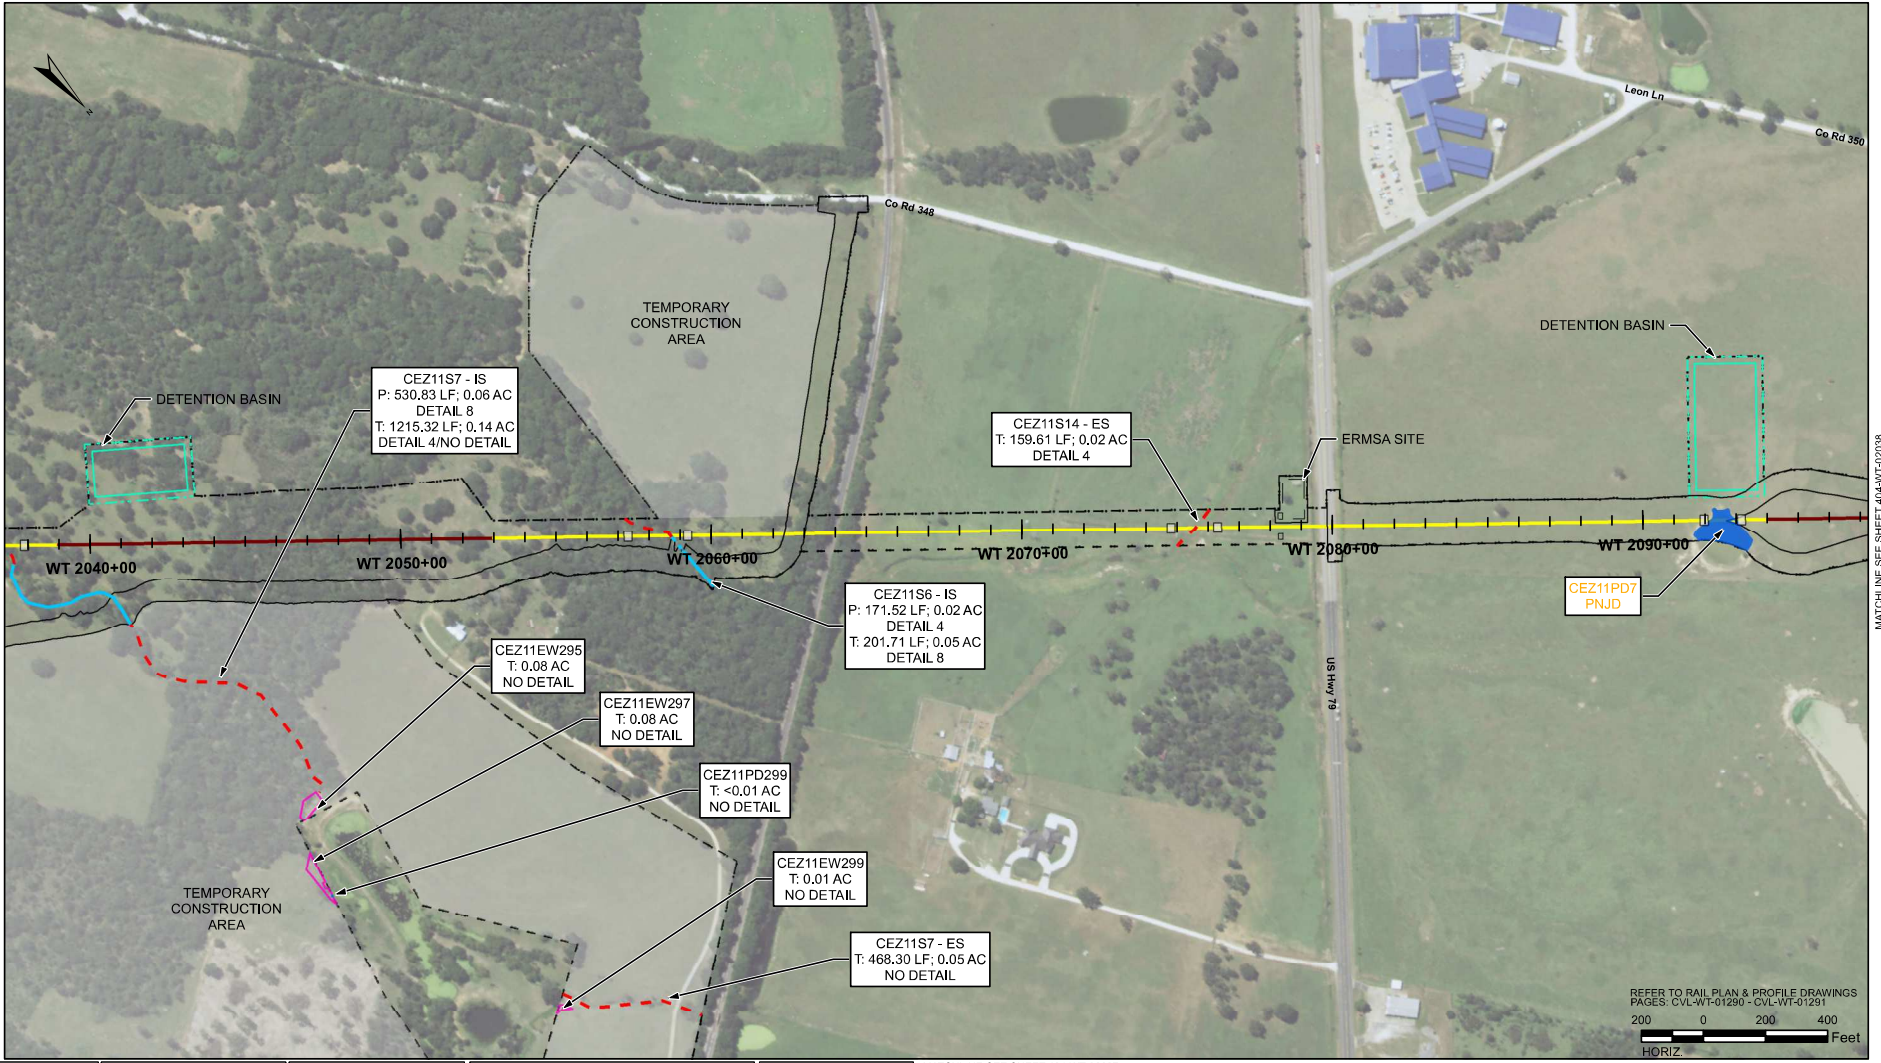 Leon Ln
Co Rd 350
Co Rd 348
TEMPORARY
CONSTRUCTION
AREA
DETENTION BASIN
DETENTION BASIN
CEZ11S7 - IS
P: 530.83 LF; 0.06 AC
DETAIL 8
T: 1215.32 LF; 0.14 AC
DETAIL 4/NO DETAIL
CEZ11S14 - ES
T: 159.61 LF; 0.02 AC
DETAIL 4
ERMSA SITE
WT 2040+00
WT 2050+00
WT 2060+00
WT 2070+00
WT 2080+00
WT 2090+00
MATCHLINE SEE SHEET 404-WT-02038
CEZ11S6 - IS
P: 171.52 LF; 0.02 AC
DETAIL 4
T: 201.71 LF; 0.05 AC
DETAIL 8
CEZ11PD7
PNJD
US Hwy 79
CEZ11EW295
T: 0.08 AC
NO DETAIL
CEZ11EW297
T: 0.08 AC
NO DETAIL
CEZ11PD299
T: <0.01 AC
NO DETAIL
CEZ11EW299
T: 0.01 AC
NO DETAIL
TEMPORARY
CONSTRUCTION
AREA
CEZ11S7 - ES
T: 468.30 LF; 0.05 AC
NO DETAIL
REFER TO RAIL PLAN & PROFILE DRAWINGS
PAGES: CVL-WT-01290 - CVL-WT-01291
200 0 200 400
Feet
HORIZ.